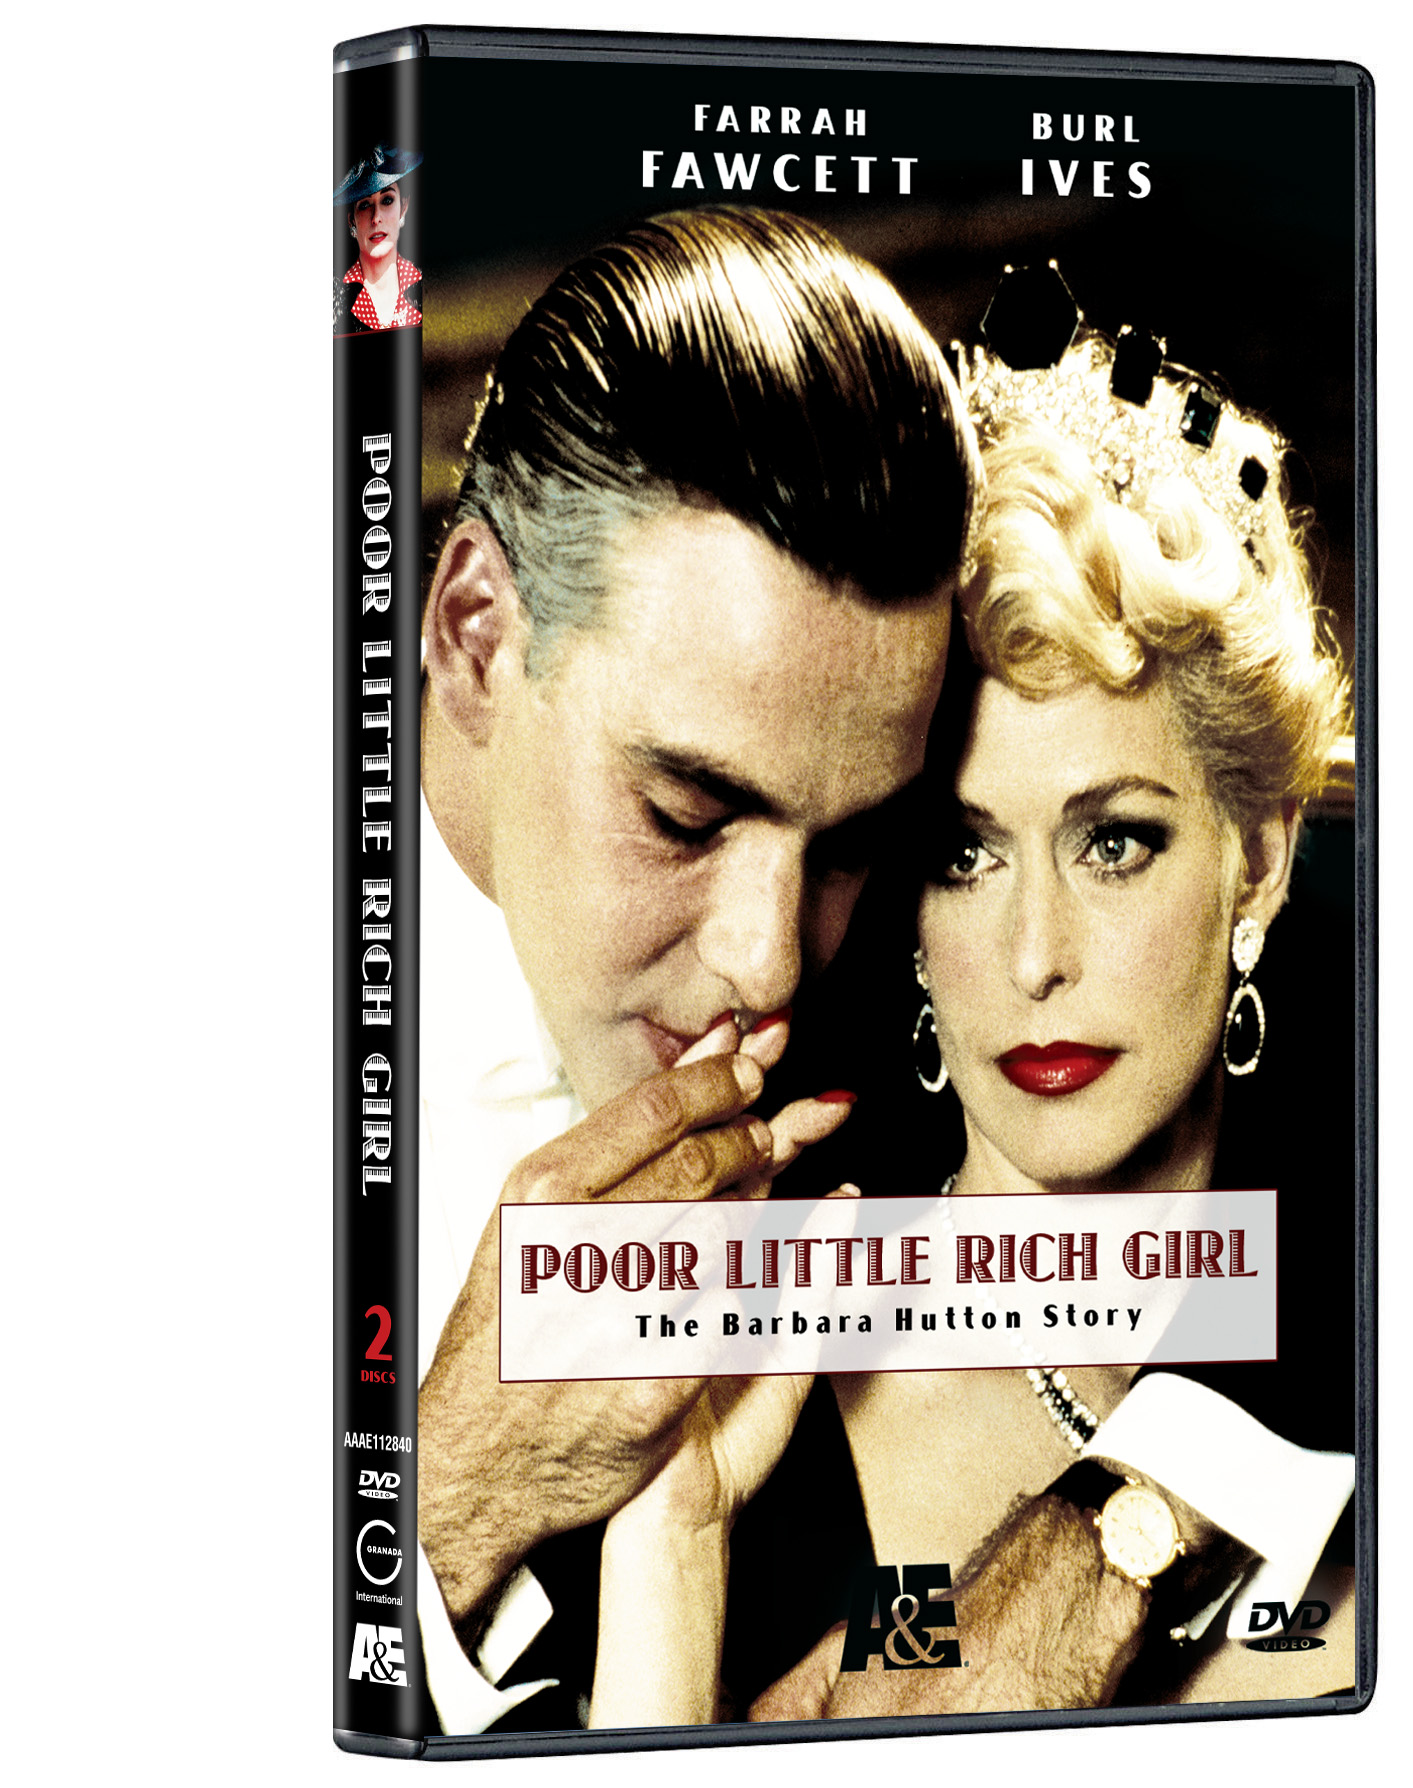 FARRAH
FAWCETT
BURL
IVES
POOR LITTLE RICH GIRL
The Barbara Hutton Story
A&E
DVD
VIDEO
POOR LITTLE RICH GIRL
2
DISCS
AAAE112840
DVD
VIDEO
GRANADA
International
A&E